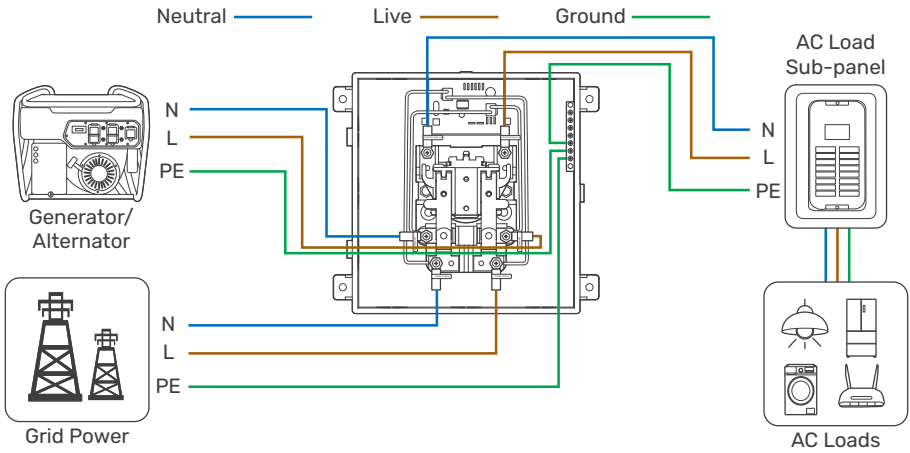 Neutral
Live
Ground
AC Load
Sub-panel
N
L
PE
Generator/
Alternator
N
L
PE
N
L
PE
Grid Power
AC Loads